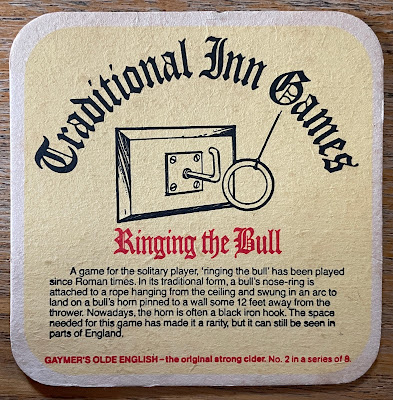 Traditional Inn Games
Ringing the Bull
A game for the solitary player, 'ringing the bull' has been played
since Roman times. In its traditional form, a bull's nose-ring is
attached to a rope hanging from the ceiling and swung in an arc to
land on a bull's horn pinned to a wall some 12 feet away from the
thrower. Nowadays, the horn is often a black iron hook. The space
needed for this game has made it a rarity, but it can still be seen in
parts of England.
GAYMER'S OLDE ENGLISH – the original strong cider. No. 2 in a series of 8.